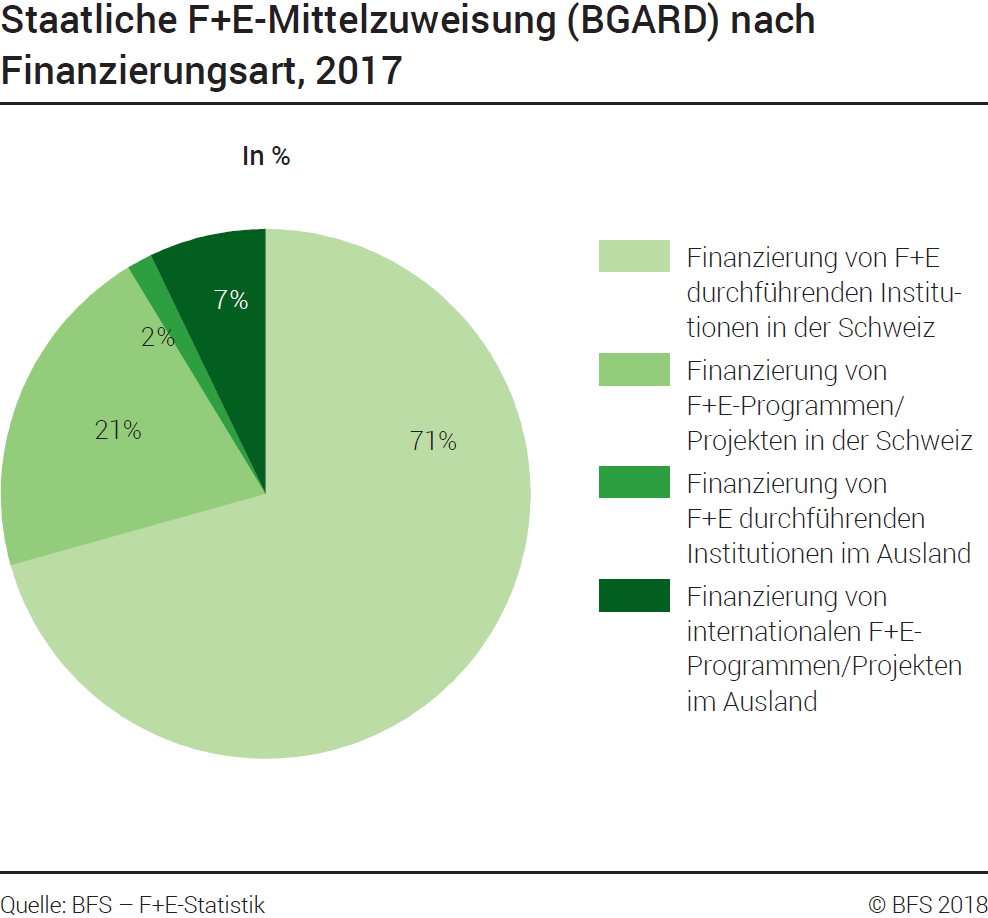 Staatliche F+E-Mittelzuweisung (BGARD) nach
Finanzierungsart, 2017
In %
7%
2%
21%
71%
Finanzierung von F+E
durchführenden Institu-
tionen in der Schweiz
Finanzierung von
F+E-Programmen/
Projekten in der Schweiz
Finanzierung von
F+E durchführenden
Institutionen im Ausland
Finanzierung von
internationalen F+E-
Programmen/Projekten
im Ausland
Quelle: BFS – F+E-Statistik
© BFS 2018